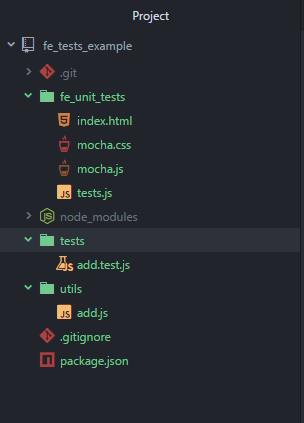 Project
fe_tests_example
.git
fe_unit_tests
index.html
mocha.css
mocha.js
tests.js
node_modules
tests
add.test.js
utils
add.js
.gitignore
package.json